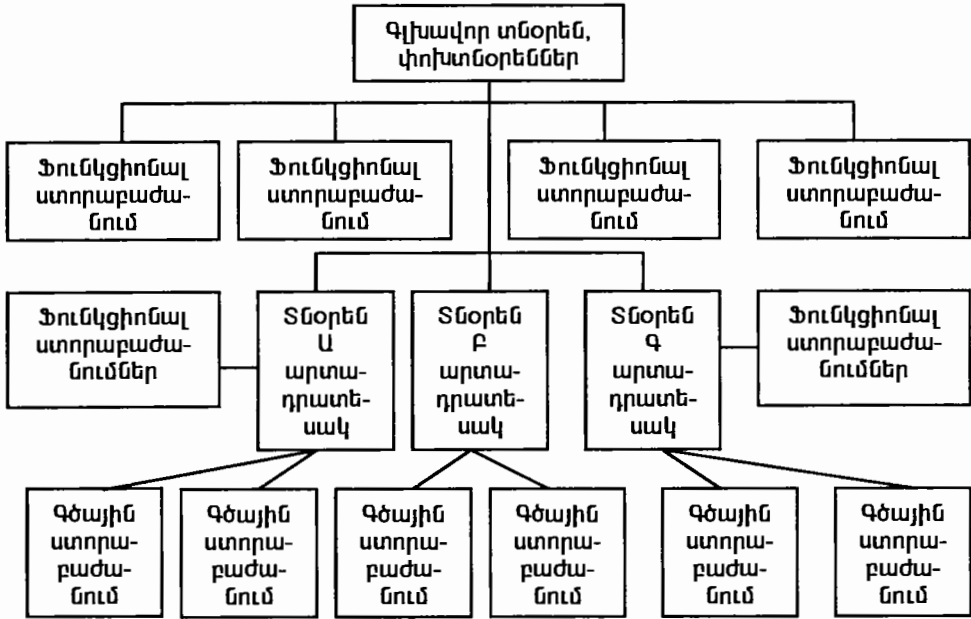 Գլխավոր տնօրեն,
փոխտնօրեններ
Ֆունկցիոնալ
ստորաբաժա-
նում
Ֆունկցիոնալ
ստորաբաժա-
նում
Ֆունկցիոնալ
ստորաբաժա-
նում
Ֆունկցիոնալ
ստորաբաժա-
նում
Ֆունկցիոնալ
ստորաբաժա-
նումներ
Տնօրեն
Ա
արտա-
դրատե-
սակ
Տնօրեն
Բ
արտա-
դրատե-
սակ
Տնօրեն
Գ
արտա-
դրատե-
սակ
Ֆունկցիոնալ
ստորաբաժա-
նումներ
Գծային
ստորա-
բաժա-
նում
Գծային
ստորա-
բաժա-
նում
Գծային
ստորա-
բաժա-
նում
Գծային
ստորա-
բաժա-
նում
Գծային
ստորա-
բաժա-
նում
Գծային
ստորա-
բաժա-
նում